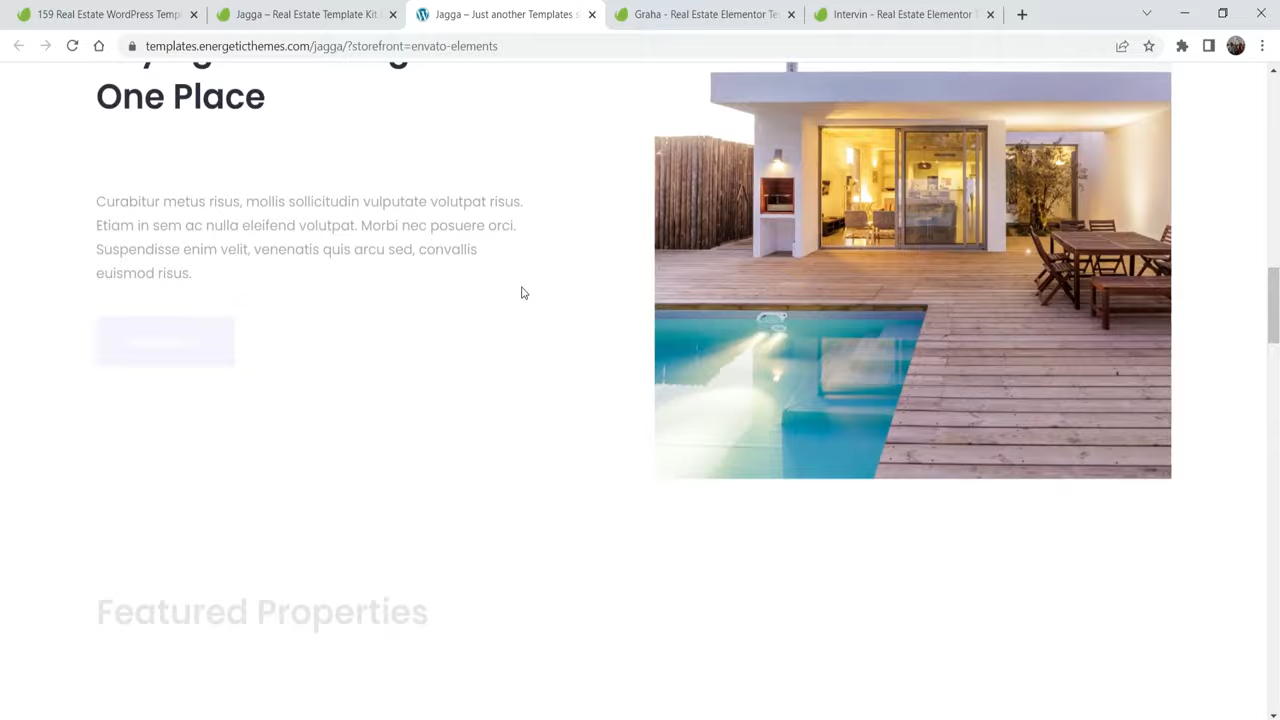 159 Real Estate WordPress Temp
Jagga – Real Estate Template Kit
Jagga – Just another Templates s
Graha - Real Estate Elementor Te
Intervin - Real Estate Elementor T
templates.energeticthemes.com/jagga/?storefront=envato-elements
One Place
Curabitur metus risus, mollis sollicitudin vulputate volutpat risus.
Etiam in sem ac nulla eleifend volutpat. Morbi nec posuere orci.
Suspendisse enim velit, venenatis quis arcu sed, convallis
euismod risus.
Featured Properties